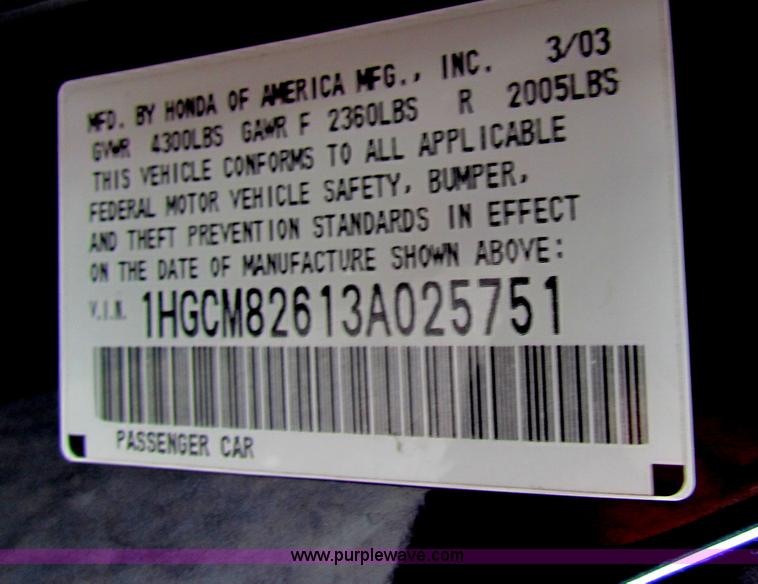 MFD. BY HONDA OF AMERICA MFG., INC. 3/03
GVWR 4300LBS GAWR F 2360LBS R 2005LBS
THIS VEHICLE CONFORMS TO ALL APPLICABLE
FEDERAL MOTOR VEHICLE SAFETY, BUMPER,
AND THEFT PREVENTION STANDARDS IN EFFECT
ON THE DATE OF MANUFACTURE SHOWN ABOVE:
V.I.N. 1HGCM82613A025751
PASSENGER CAR
www.purplewave.com